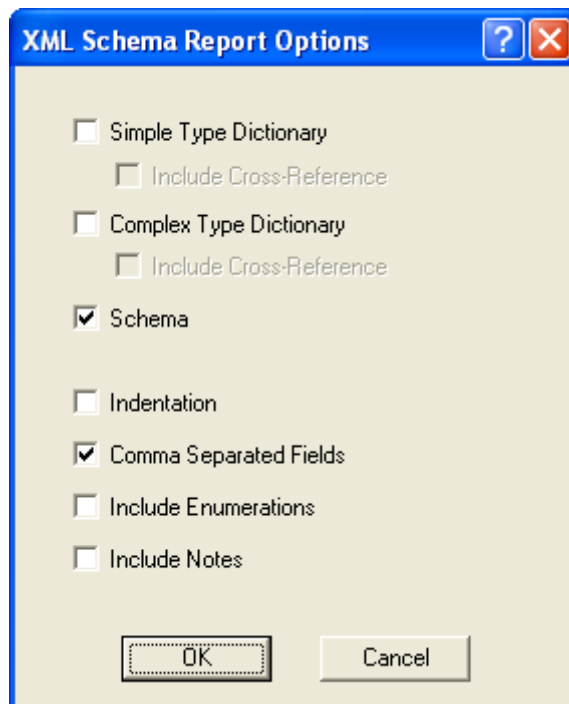 XML Schema Report Options
Simple Type Dictionary
Include Cross-Reference
Complex Type Dictionary
Include Cross-Reference
Schema
Indentation
Comma Separated Fields
Include Enumerations
Include Notes
OK Cancel